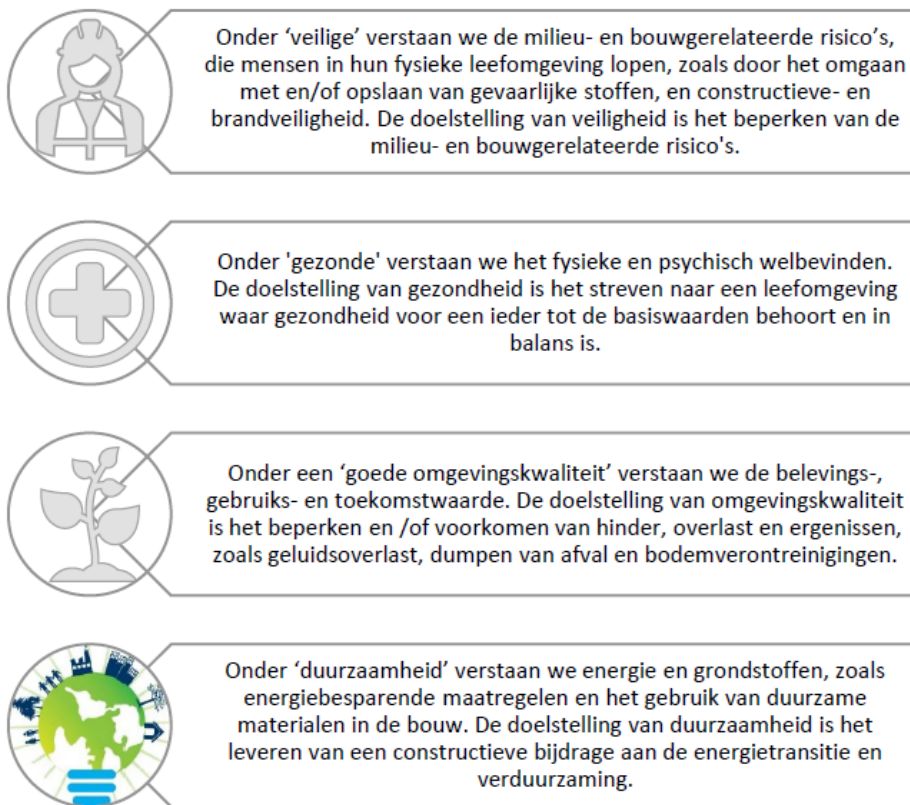 Onder ‘veilige’ verstaan we de milieu- en bouwgerelateerde risico’s,
die mensen in hun fysieke leefomgeving lopen, zoals door het omgaan
met en/of opslaan van gevaarlijke stoffen, en constructieve- en
brandveiligheid. De doelstelling van veiligheid is het beperken van de
milieu- en bouwgerelateerde risico's.
Onder 'gezonde' verstaan we het fysieke en psychisch welbevinden.
De doelstelling van gezondheid is het streven naar een leefomgeving
waar gezondheid voor een ieder tot de basiswaarden behoort en in
balans is.
Onder een ‘goede omgevingskwaliteit’ verstaan we de belevings-,
gebruiks- en toekomstwaarde. De doelstelling van omgevingskwaliteit
is het beperken en /of voorkomen van hinder, overlast en ergenissen,
zoals geluidsoverlast, dumpen van afval en bodemverontreinigingen.
Onder ‘duurzaamheid’ verstaan we energie en grondstoffen, zoals
energiebesparende maatregelen en het gebruik van duurzame
materialen in de bouw. De doelstelling van duurzaamheid is het
leveren van een constructieve bijdrage aan de energietransitie en
verduurzaming.